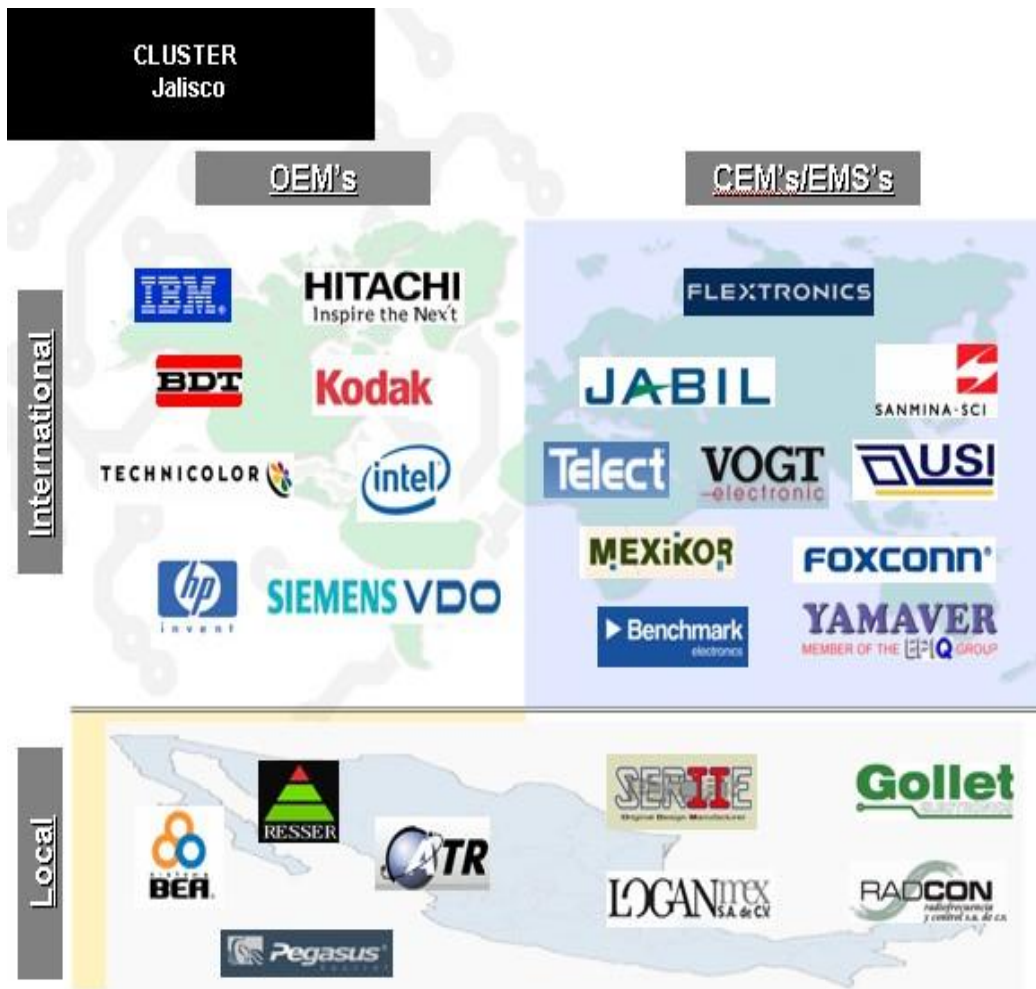 CLUSTER
Jalisco
OEM's
CEM's/EMS's
International
IBM®
HITACHI
Inspire the Next
FLEXTRONICS
BDT
Kodak
JABIL
SANMINA-SCI
TECHNICOLOR
intel®
Telect
VOGT
electronic
USI
hp
invent
SIEMENS VDO
MEXiKOR
FOXCONN®
Benchmark
electronics
YAMAVER
MEMBER OF THE EPIQ GROUP
Local
RESSER
SERIIE
Original Design Manufacturer
Gollet
sistemas
BEA®
ATR
LOGANmex
S.A. de C.V.
RADCON
radiofrecuencia
y control s.a. de c.v.
Pegasus